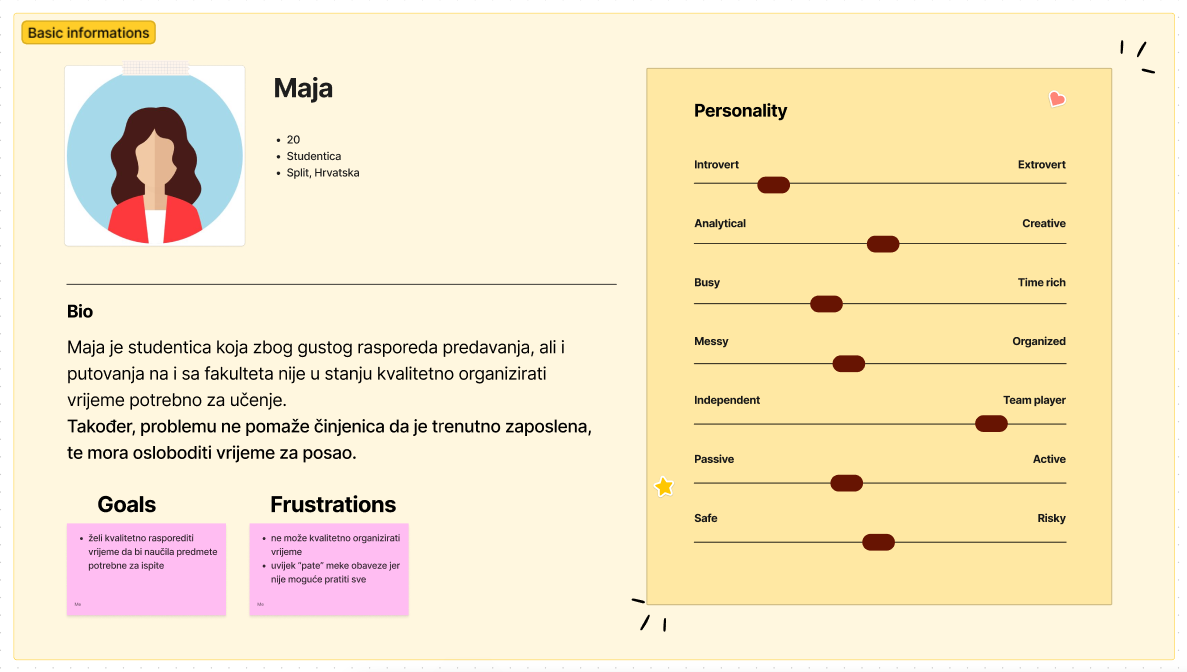 Basic informations
Maja
• 20
• Studentica
• Split, Hrvatska
Bio
Maja je studentica koja zbog gustog rasporeda predavanja, ali i
putovanja na i sa fakulteta nije u stanju kvalitetno organizirati
vrijeme potrebno za učenje.
Također, problemu ne pomaže činjenica da je trenutno zaposlena,
te mora osloboditi vrijeme za posao.
Goals
• želi kvalitetno rasporediti
vrijeme da bi naučila predmete
potrebne za ispite
Me
Frustrations
• ne može kvalitetno organizirati
vrijeme
• uvijek "pate" meke obaveze jer
nije moguće pratiti sve
Me
Personality
Introvert Extrovert
Analytical Creative
Busy Time rich
Messy Organized
Independent Team player
Passive Active
Safe Risky